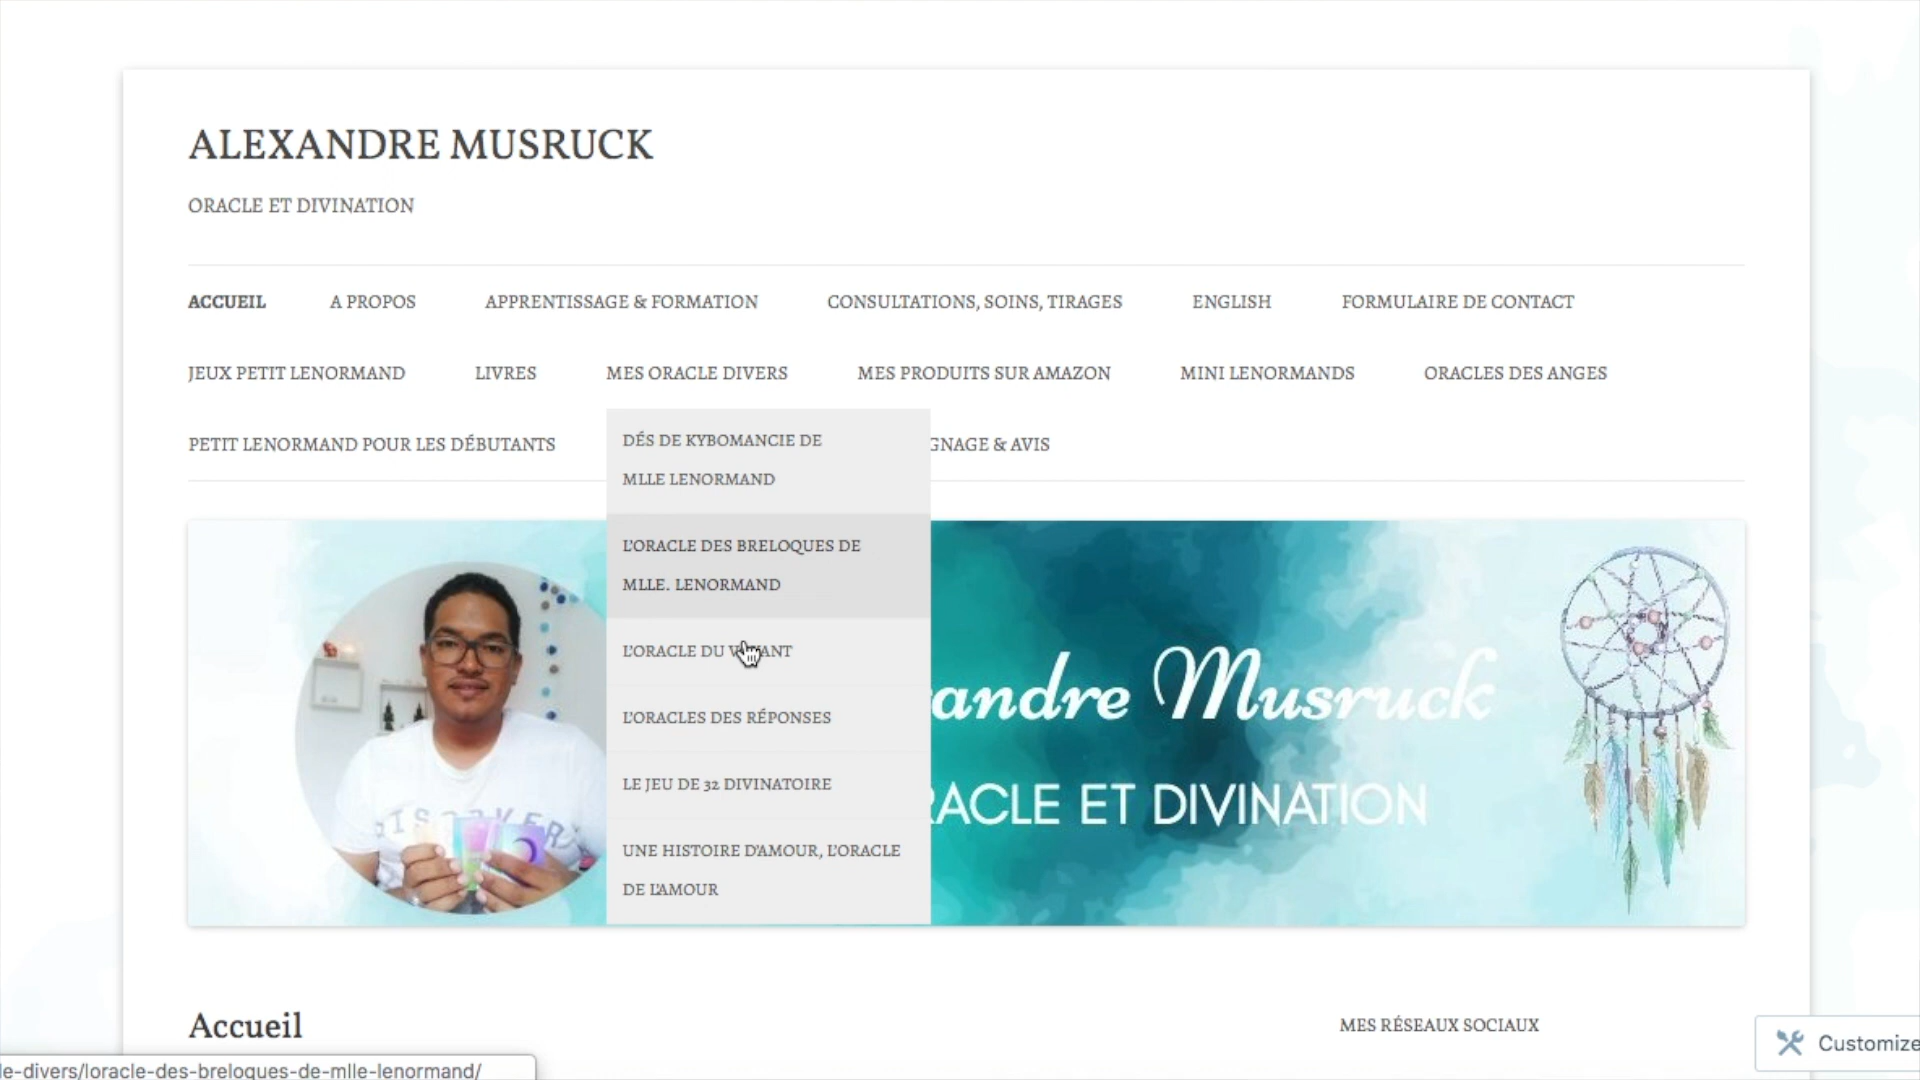 ALEXANDRE MUSRUCK
ORACLE ET DIVINATION
ACCUEIL A PROPOS APPRENTISSAGE & FORMATION CONSULTATIONS, SOINS, TIRAGES ENGLISH FORMULAIRE DE CONTACT
JEUX PETIT LENORMAND LIVRES MES ORACLE DIVERS MES PRODUITS SUR AMAZON MINI LENORMANDS ORACLES DES ANGES
PETIT LENORMAND POUR LES DÉBUTANTS GNAGE & AVIS
DÉS DE KYBOMANCIE DE
MLLE LENORMAND
L'ORACLE DES BRELOQUES DE
MLLE. LENORMAND
L'ORACLE DU
L'ORACLES DES RÉPONSES
LE JEU DE 32 DIVINATOIRE
UNE HISTOIRE D'AMOUR, L'ORACLE
DE L'AMOUR
andre Musruck
RACLE ET DIVINATION
Accueil
MES RÉSEAUX SOCIAUX
Customize
le-divers/loracle-des-breloques-de-mlle-lenormand/